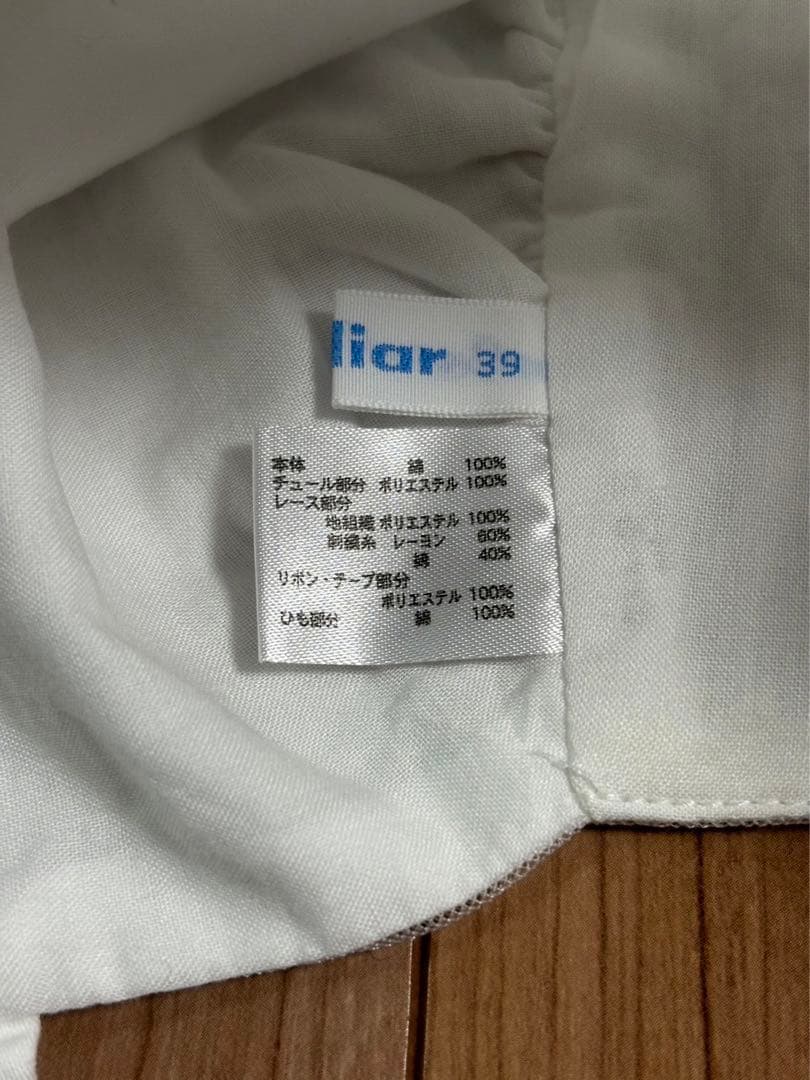 liar 39
本体 綿 100%
チュール部分 ポリエステル 100%
レース部分
地組織 ポリエステル 100%
刺繍糸 レーヨン 60%
綿 40%
リボン・テープ部分
ポリエステル 100%
ひも部分 綿 100%